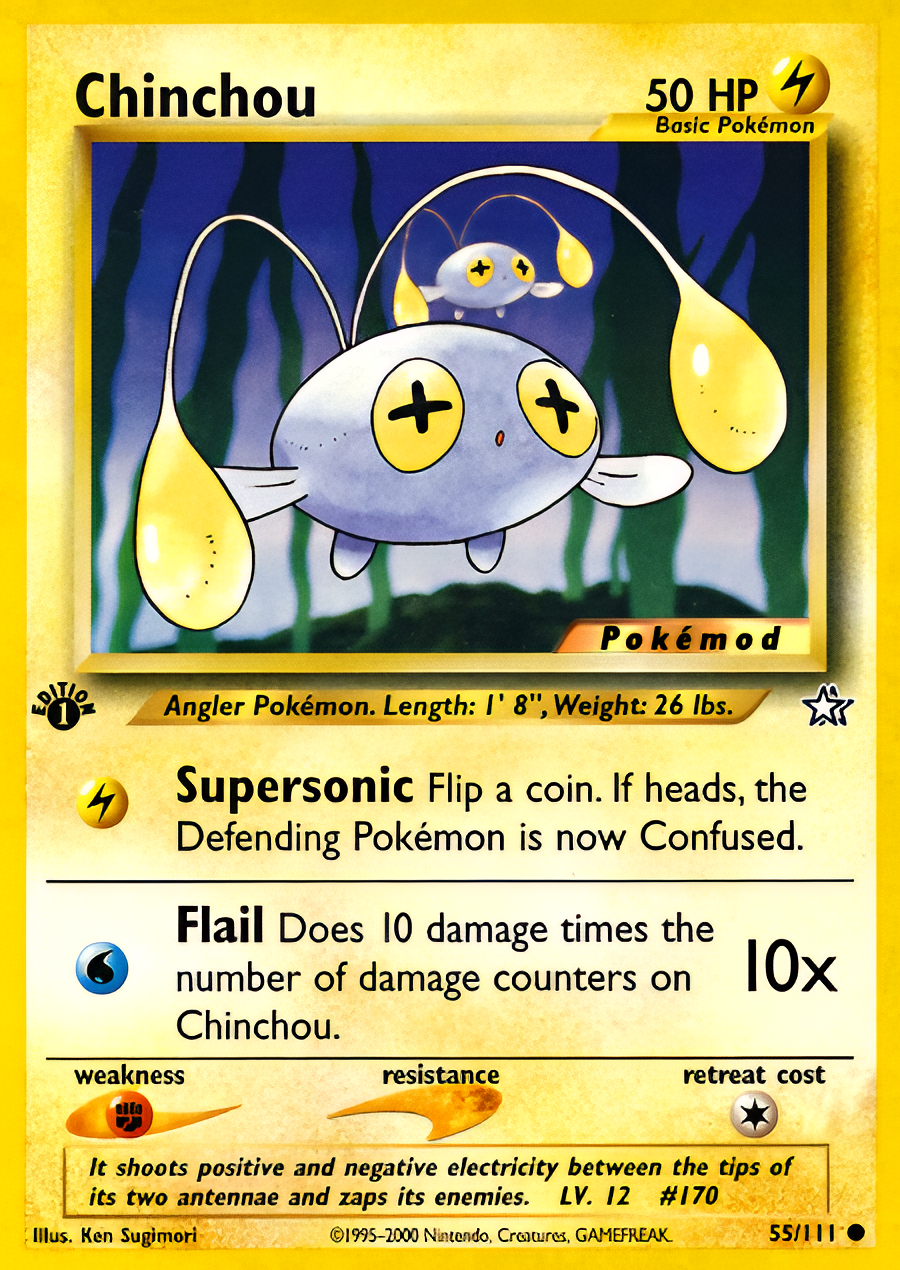 Chinchou
50 HP
Basic Pokémon
Pokémod
EDITION
1
Angler Pokémon. Length: 1' 8", Weight: 26 lbs.
Supersonic Flip a coin. If heads, the
Defending Pokémon is now Confused.
Flail Does 10 damage times the
number of damage counters on
Chinchou.
10x
weakness
resistance
retreat cost
It shoots positive and negative electricity between the tips of
its two antennae and zaps its enemies. LV. 12 #170
Illus. Ken Sugimori
©1995-2000 Nintendo, Creatures, GAMEFREAK.
55/111